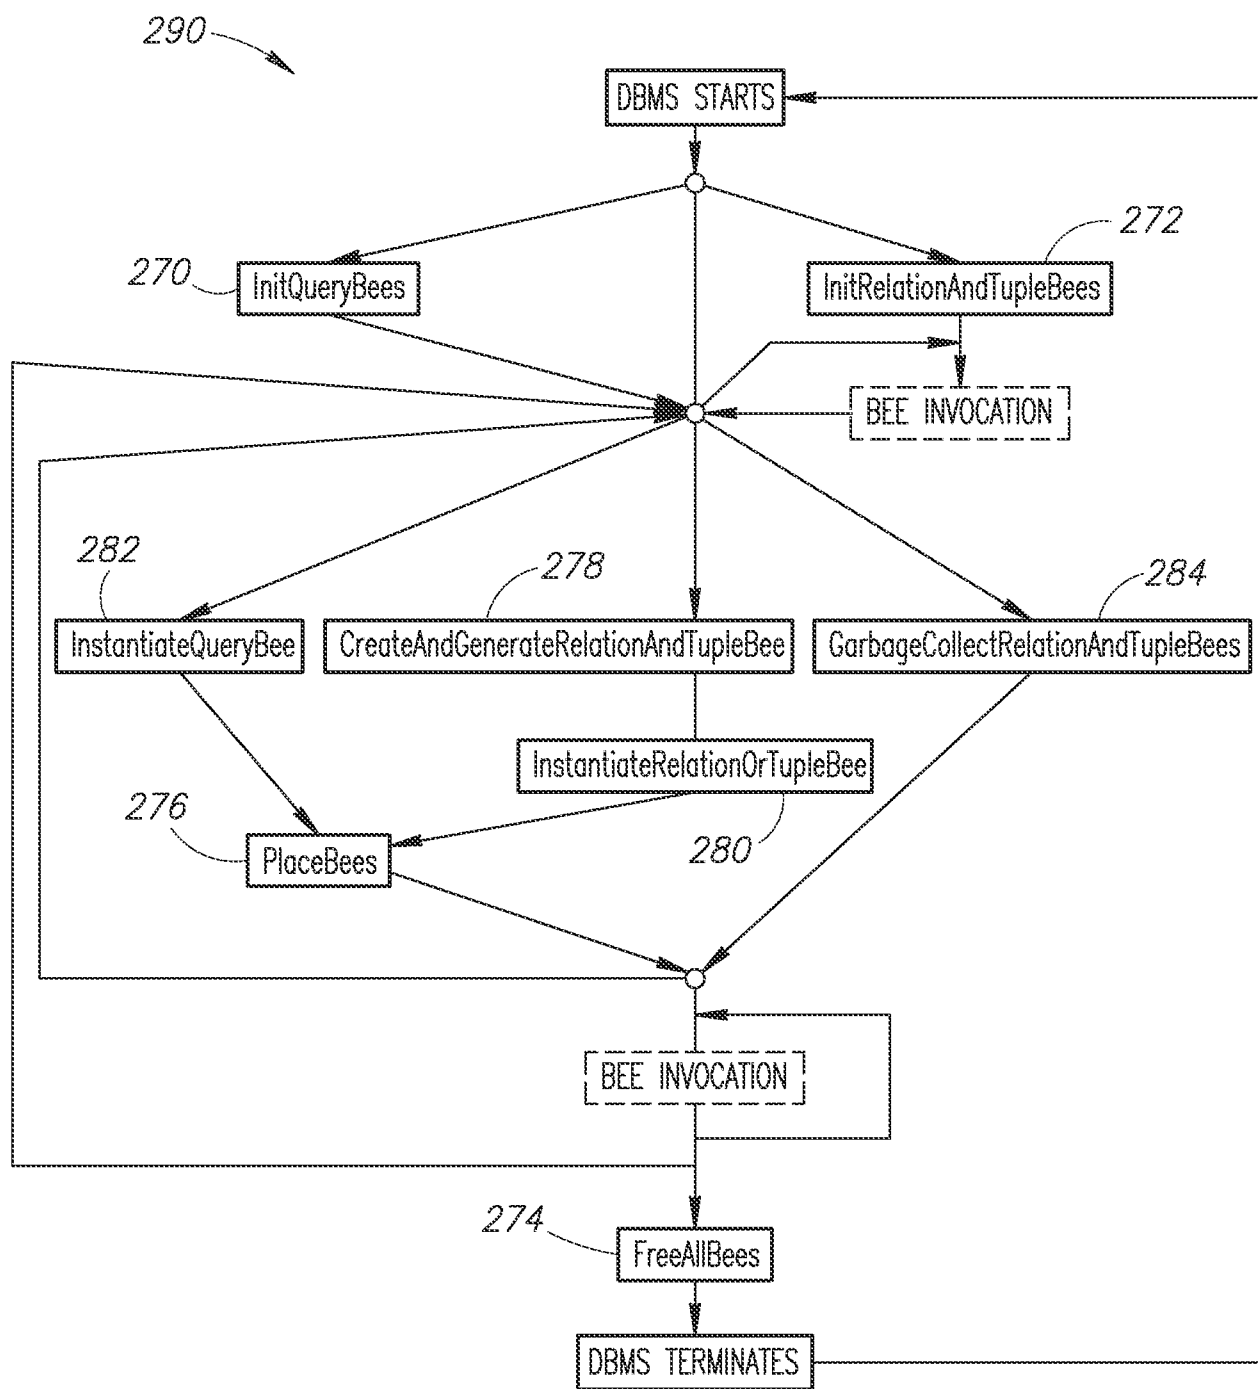 290
DBMS STARTS
272
270
InitQueryBees
InitRelationAndTupleBees
BEE INVOCATION
282
278
284
InstantiateQueryBee
CreateAndGenerateRelationAndTupleBee
GarbageCollectRelationAndTupleBees
InstantiateRelationOrTupleBee
276
280
PlaceBees
BEE INVOCATION
274
FreeAllBees
DBMS TERMINATES